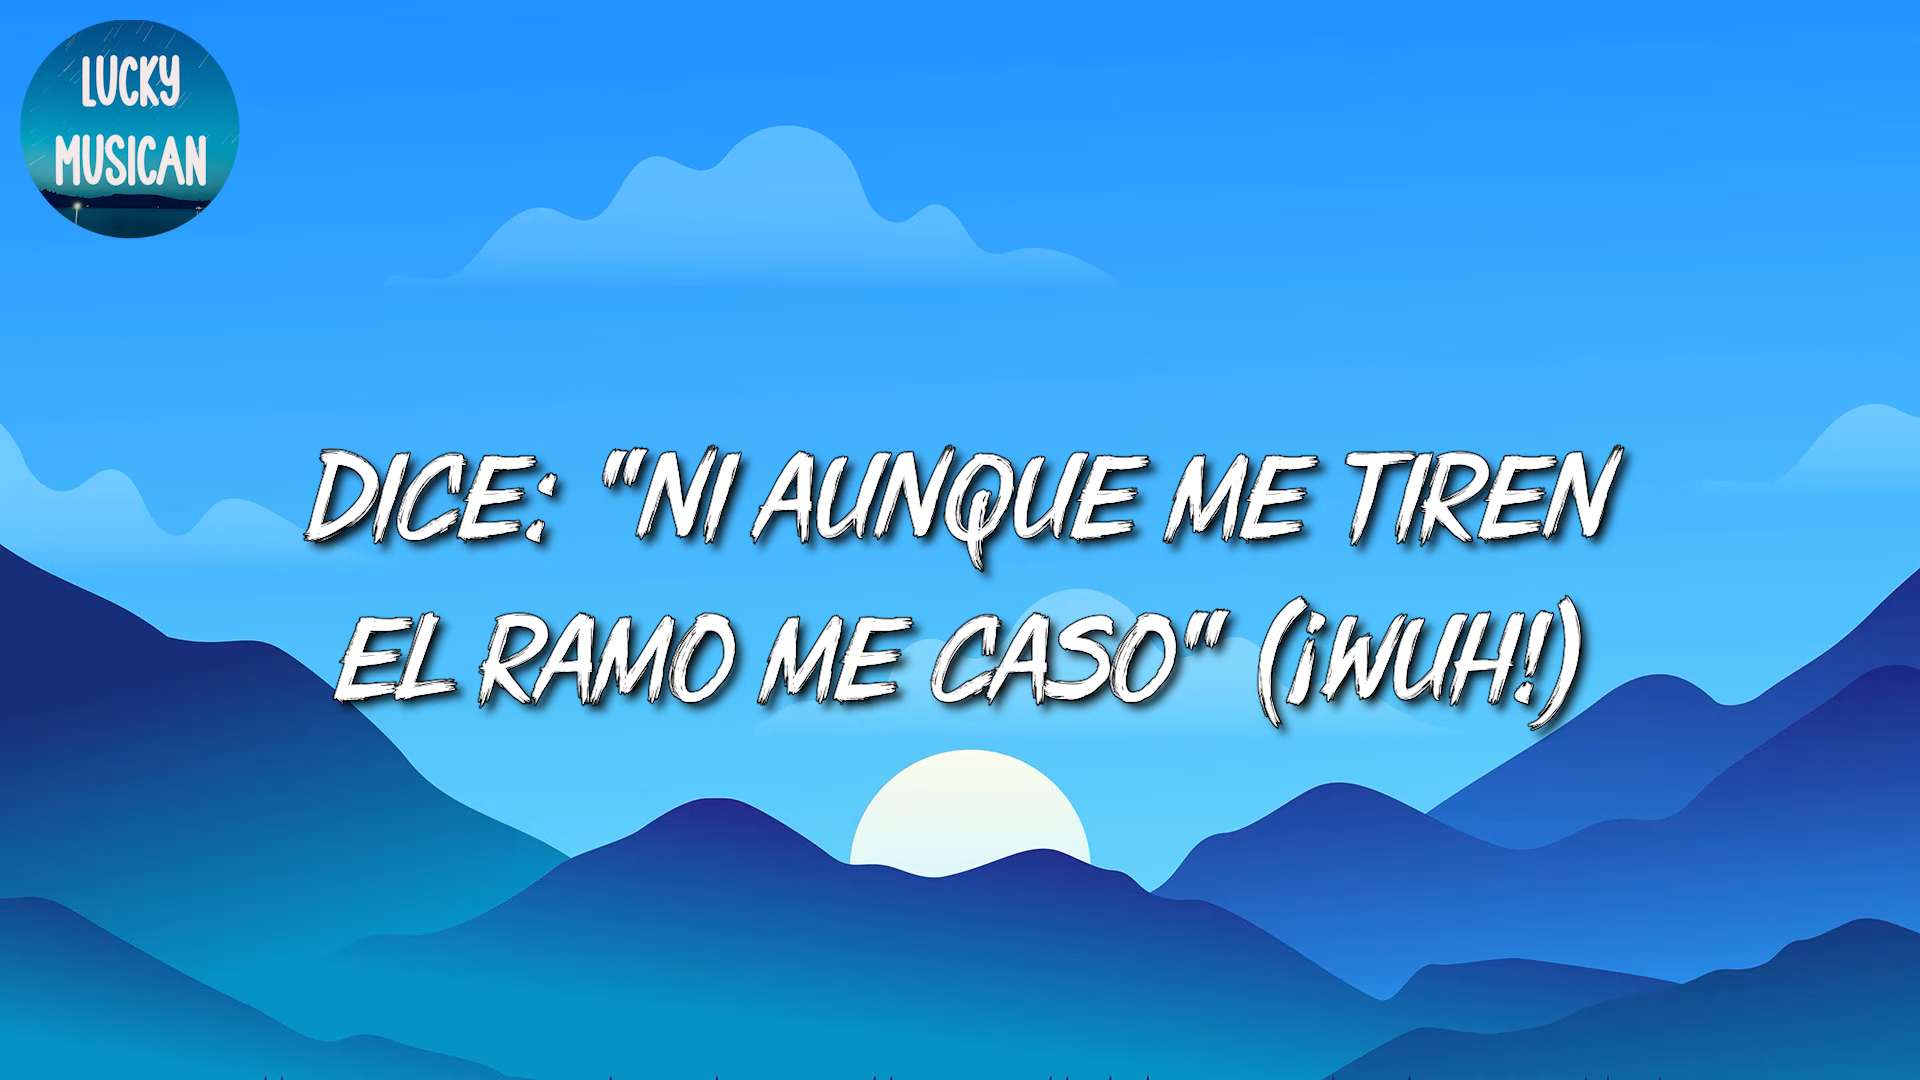 LUCKY
MUSICAN
DICE: "NI AUNQUE ME TIREN
EL RAMO ME CASO" (¡WUH!)